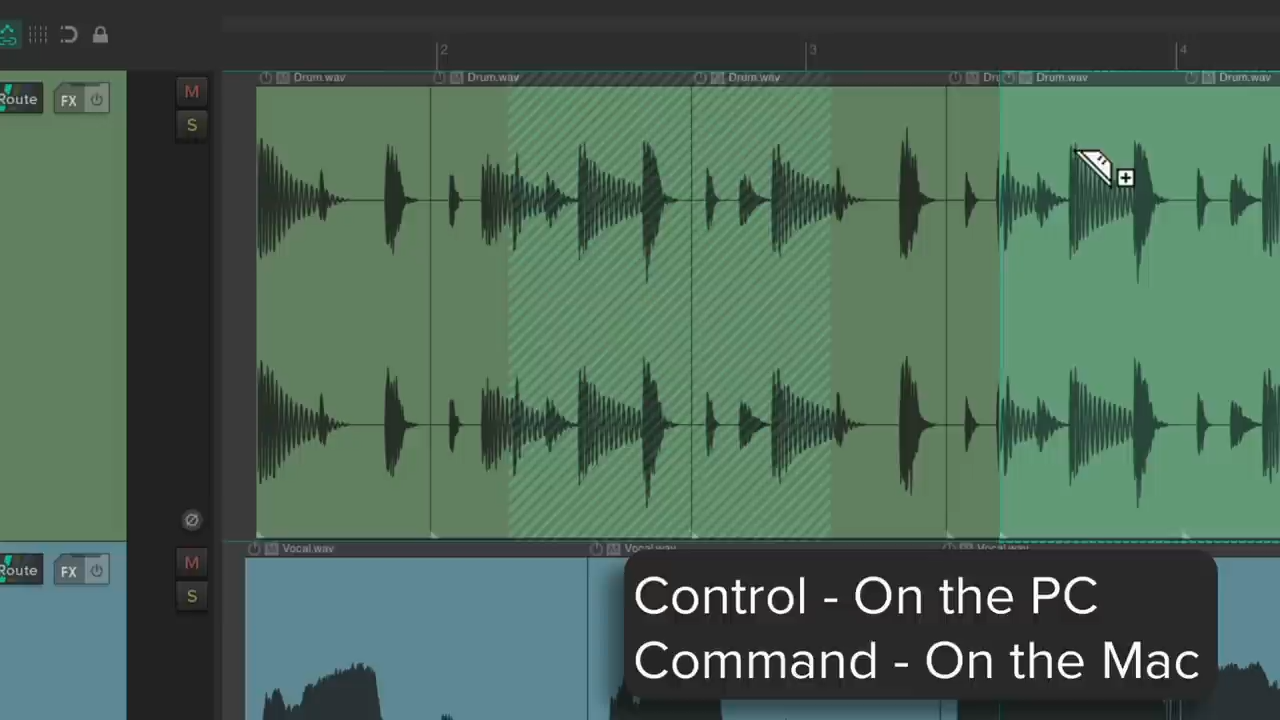 2 3 4
Drum.wav Drum.wav Drum.wav Dru Drum.wav Drum.wav
Route FX M
S
Vocal.wav Vocal.wav Vocal.wav
Route FX M
S
Control - On the PC
Command - On the Mac